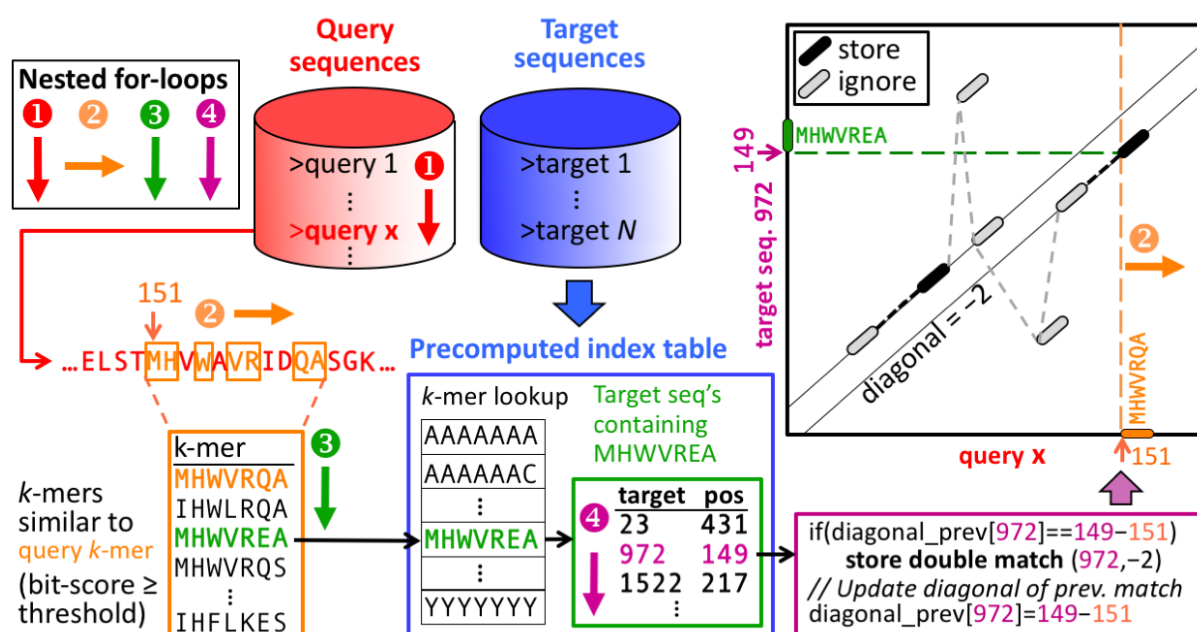 Nested for-loops
❶ ❷ ❸ ❹
Query
sequences
>query 1
⋮
>query x
⋮
❶
Target
sequences
>target 1
⋮
>target N
151
❷
…ELSTMHVWAVRIDQASGK…
k-mers
similar to
query k-mer
(bit-score ≥
threshold)
k-mer
MHWVRQA
IHWLRQA
MHWVREA
MHWVRQS
⋮
IHFLKES
❸
Precomputed index table
k-mer lookup
AAAAAAA
AAAAAAC
⋮
MHWVREA
⋮
YYYYYYY
Target seq's
containing
MHWVREA
❹
target pos
23 431
972 149
1522 217
⋮
store
ignore
MHWVREA
149
target seq. 972
diagonal = −2
❷
MHWVRQA
query x
151
if(diagonal_prev[972]==149−151)
store double match (972,−2)
// Update diagonal of prev. match
diagonal_prev[972]=149−151